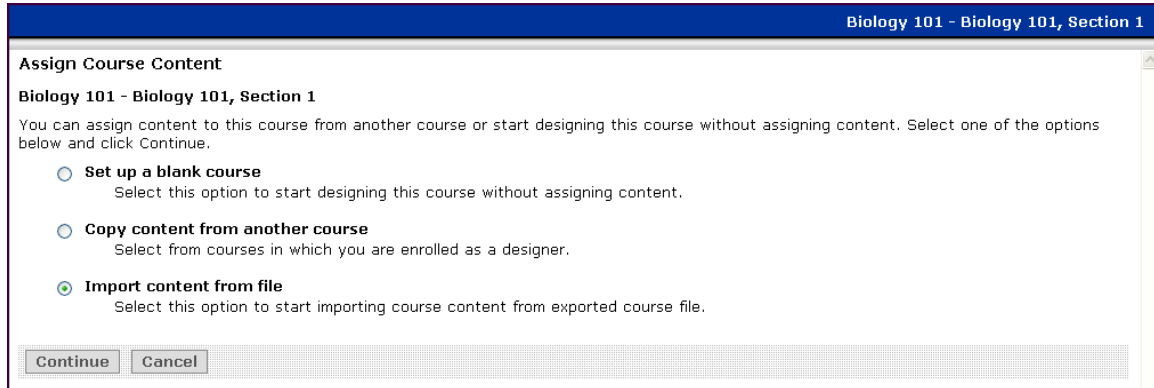 Biology 101 - Biology 101, Section 1
Assign Course Content
Biology 101 - Biology 101, Section 1
You can assign content to this course from another course or start designing this course without assigning content. Select one of the options
below and click Continue.
Set up a blank course
Select this option to start designing this course without assigning content.
Copy content from another course
Select from courses in which you are enrolled as a designer.
Import content from file
Select this option to start importing course content from exported course file.
Continue Cancel